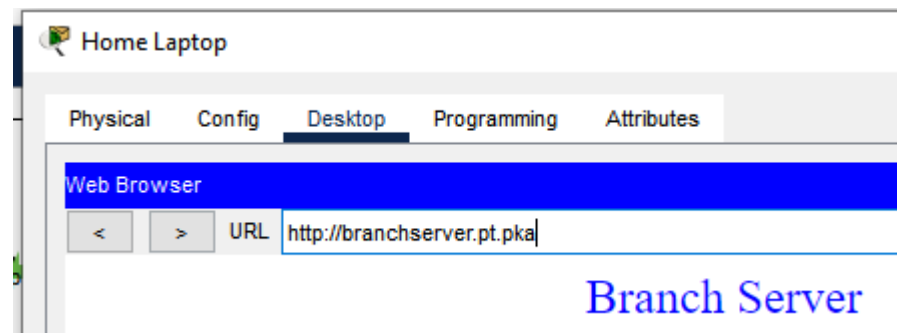 Home Laptop
Physical Config Desktop Programming Attributes
Web Browser
< > URL http://branchserver.pt.pka
Branch Server